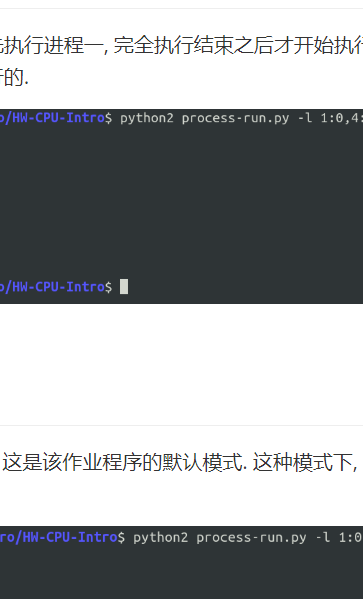 执行进程一, 完全执行结束之后才开始执行
的.
o/HW-CPU-Intro$ python2 process-run.py -l 1:0,4:
o/HW-CPU-Intro$
这是该作业程序的默认模式. 这种模式下,
ro/HW-CPU-Intro$ python2 process-run.py -l 1:0